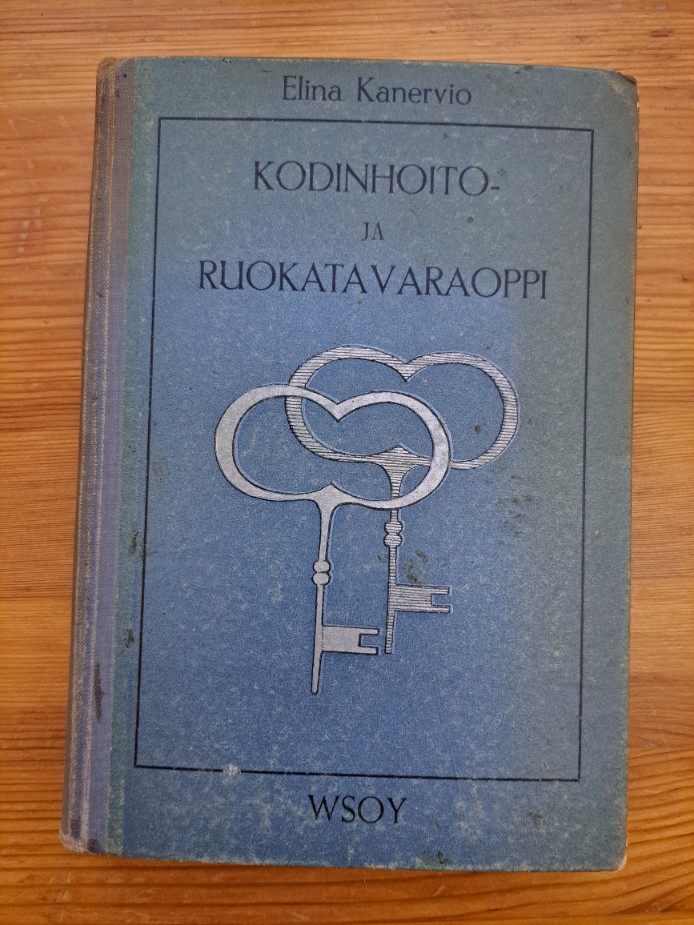 Elina Kanervio
KODINHOITO-
JA
RUOKATAVARAOPPI
WSOY